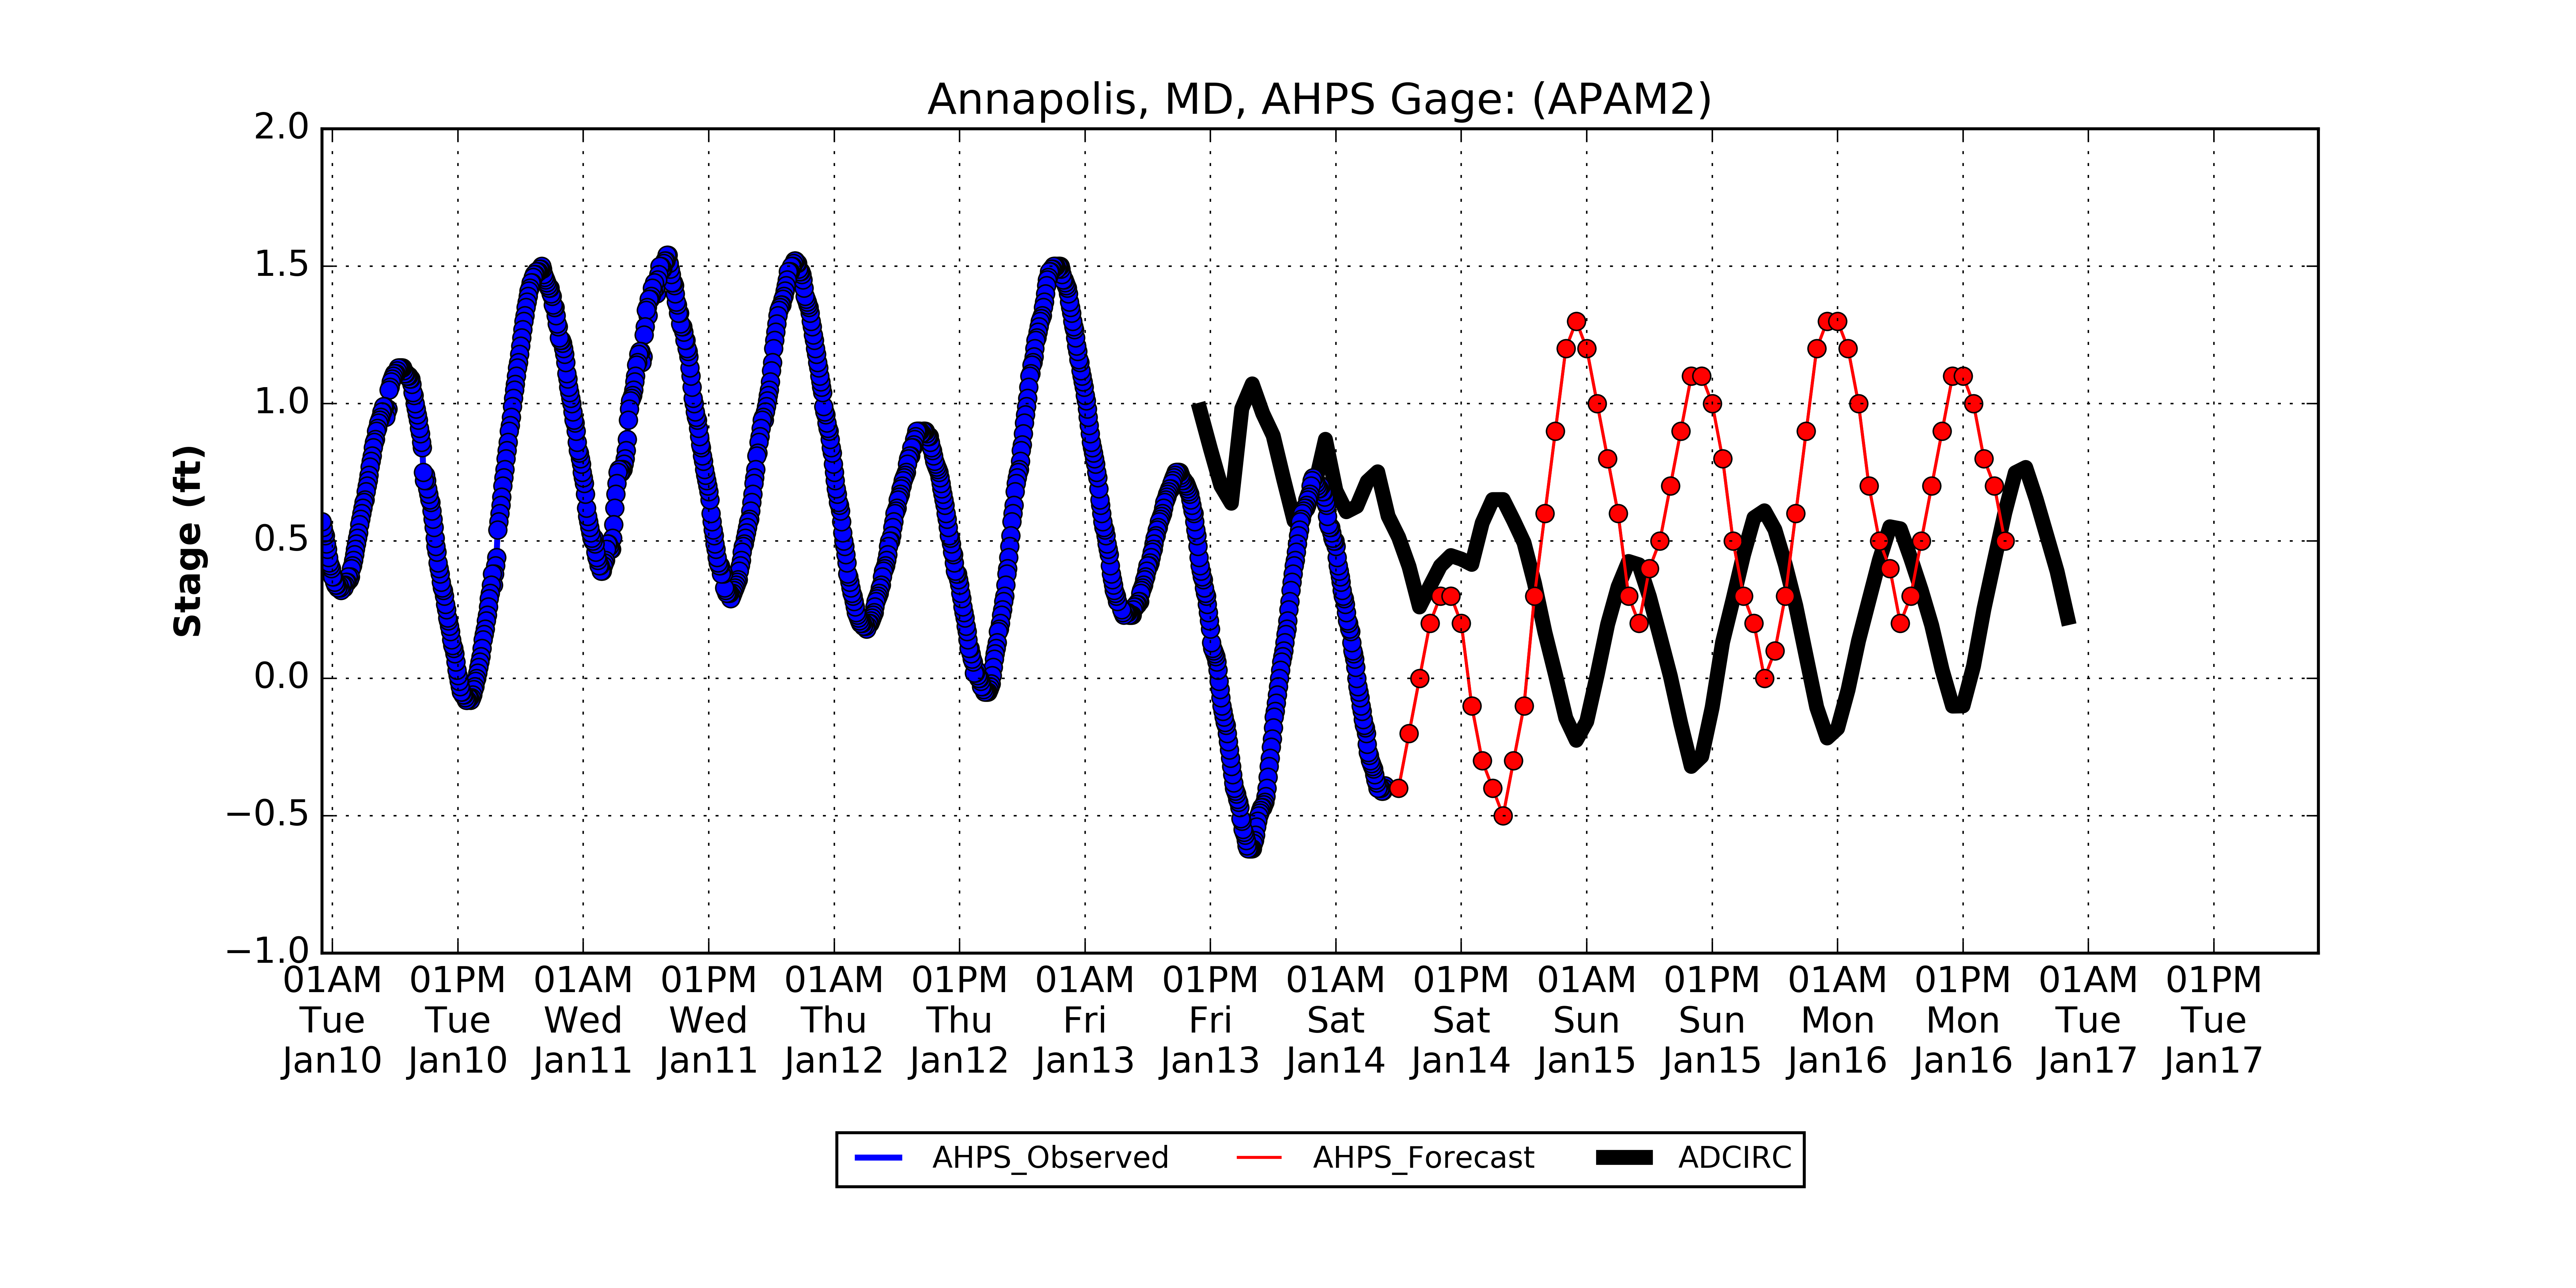 Annapolis, MD, AHPS Gage: (APAM2)
2.0
1.5
1.0
0.5
0.0
−0.5
−1.0
Stage (ft)
01AM 01PM 01AM 01PM 01AM 01PM 01AM 01PM 01AM 01PM 01AM 01PM 01AM 01PM 01AM 01PM
Tue Tue Wed Wed Thu Thu Fri Fri Sat Sat Sun Sun Mon Mon Tue Tue
Jan10 Jan10 Jan11 Jan11 Jan12 Jan12 Jan13 Jan13 Jan14 Jan14 Jan15 Jan15 Jan16 Jan16 Jan17 Jan17
AHPS_Observed AHPS_Forecast ADCIRC